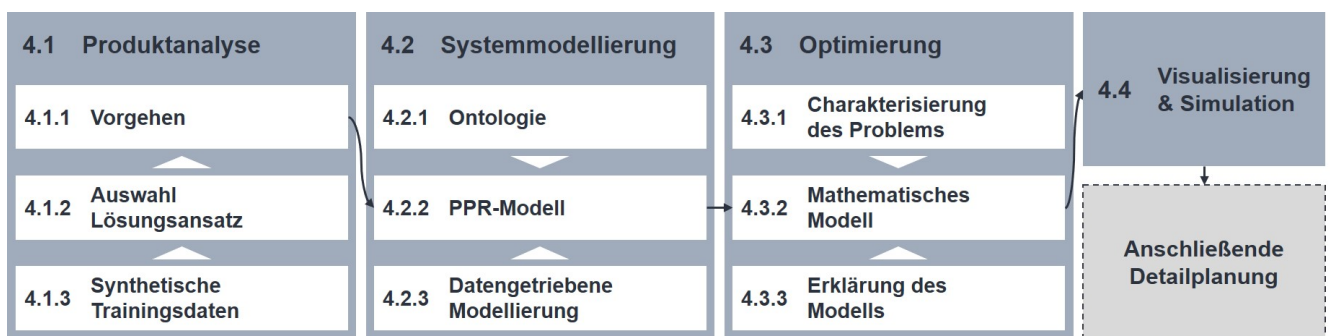 4.1 Produktanalyse
4.1.1 Vorgehen
4.1.2 Auswahl
Lösungsansatz
4.1.3 Synthetische
Trainingsdaten
4.2 Systemmodellierung
4.2.1 Ontologie
4.2.2 PPR-Modell
4.2.3 Datengetriebene
Modellierung
4.3 Optimierung
4.3.1 Charakterisierung
des Problems
4.3.2 Mathematisches
Modell
4.3.3 Erklärung des
Modells
4.4 Visualisierung
& Simulation
Anschließende
Detailplanung